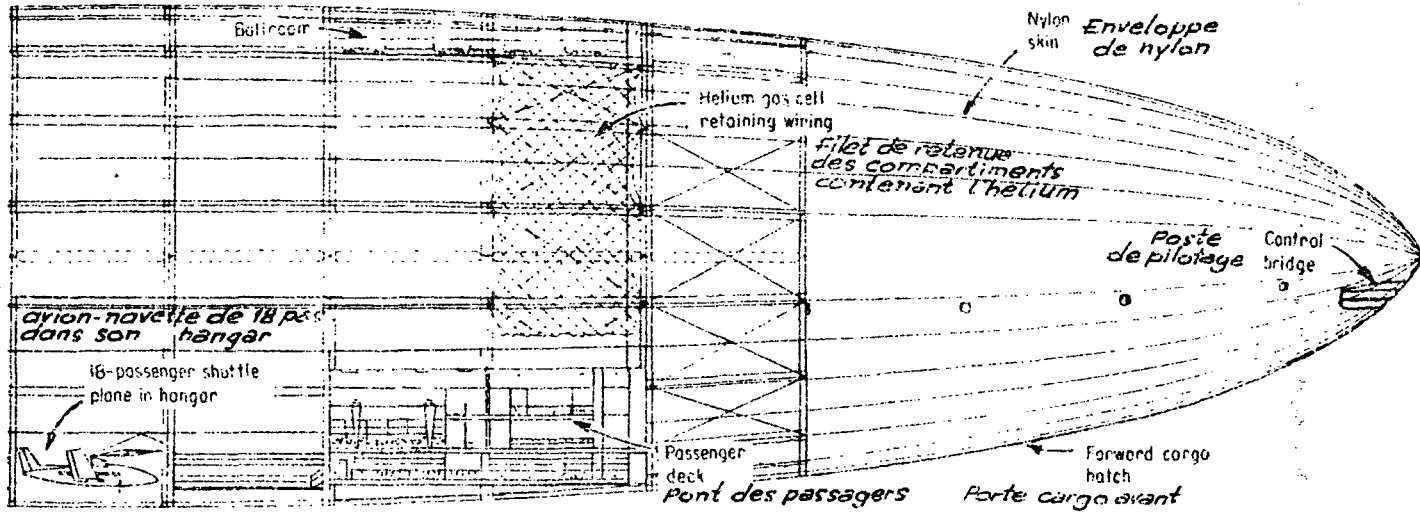 Ballroom
Nylon
skin
Enveloppe
de nylon
Helium gas cell
retaining wiring
filet de retenue
des compartiments
contenant l'hélium
Poste
de pilotage
Control
bridge
avion-navette de 18 pas
dans son hangar
18-passenger shuttle
plane in hangar
Passenger
deck
Pont des passagers
Forward cargo
hatch
Porte cargo avant